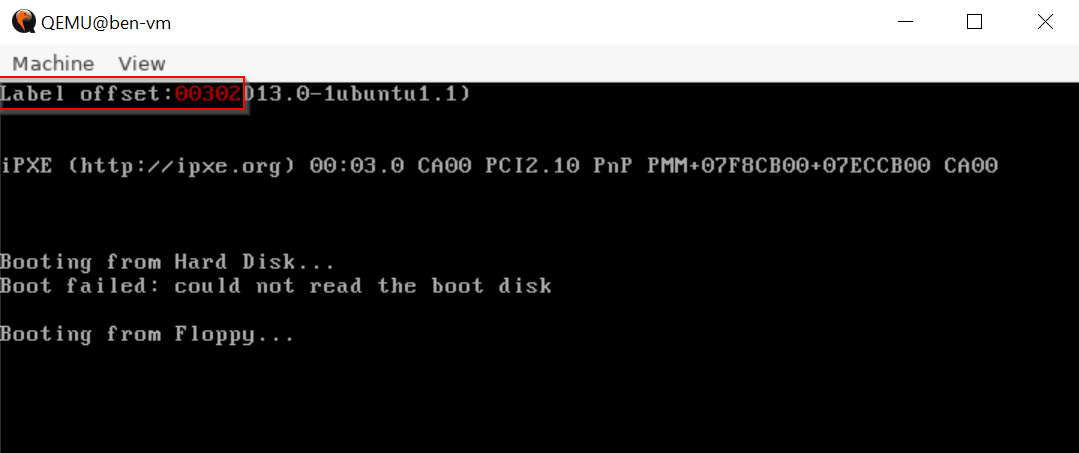 QEMU@ben-vm
Machine View
Label offset:00302D13.0-1ubuntu1.1)
iPXE (http://ipxe.org) 00:03.0 CA00 PCI2.10 PnP PMM+07F8CB00+07ECCB00 CA00
Booting from Hard Disk...
Boot failed: could not read the boot disk
Booting from Floppy...